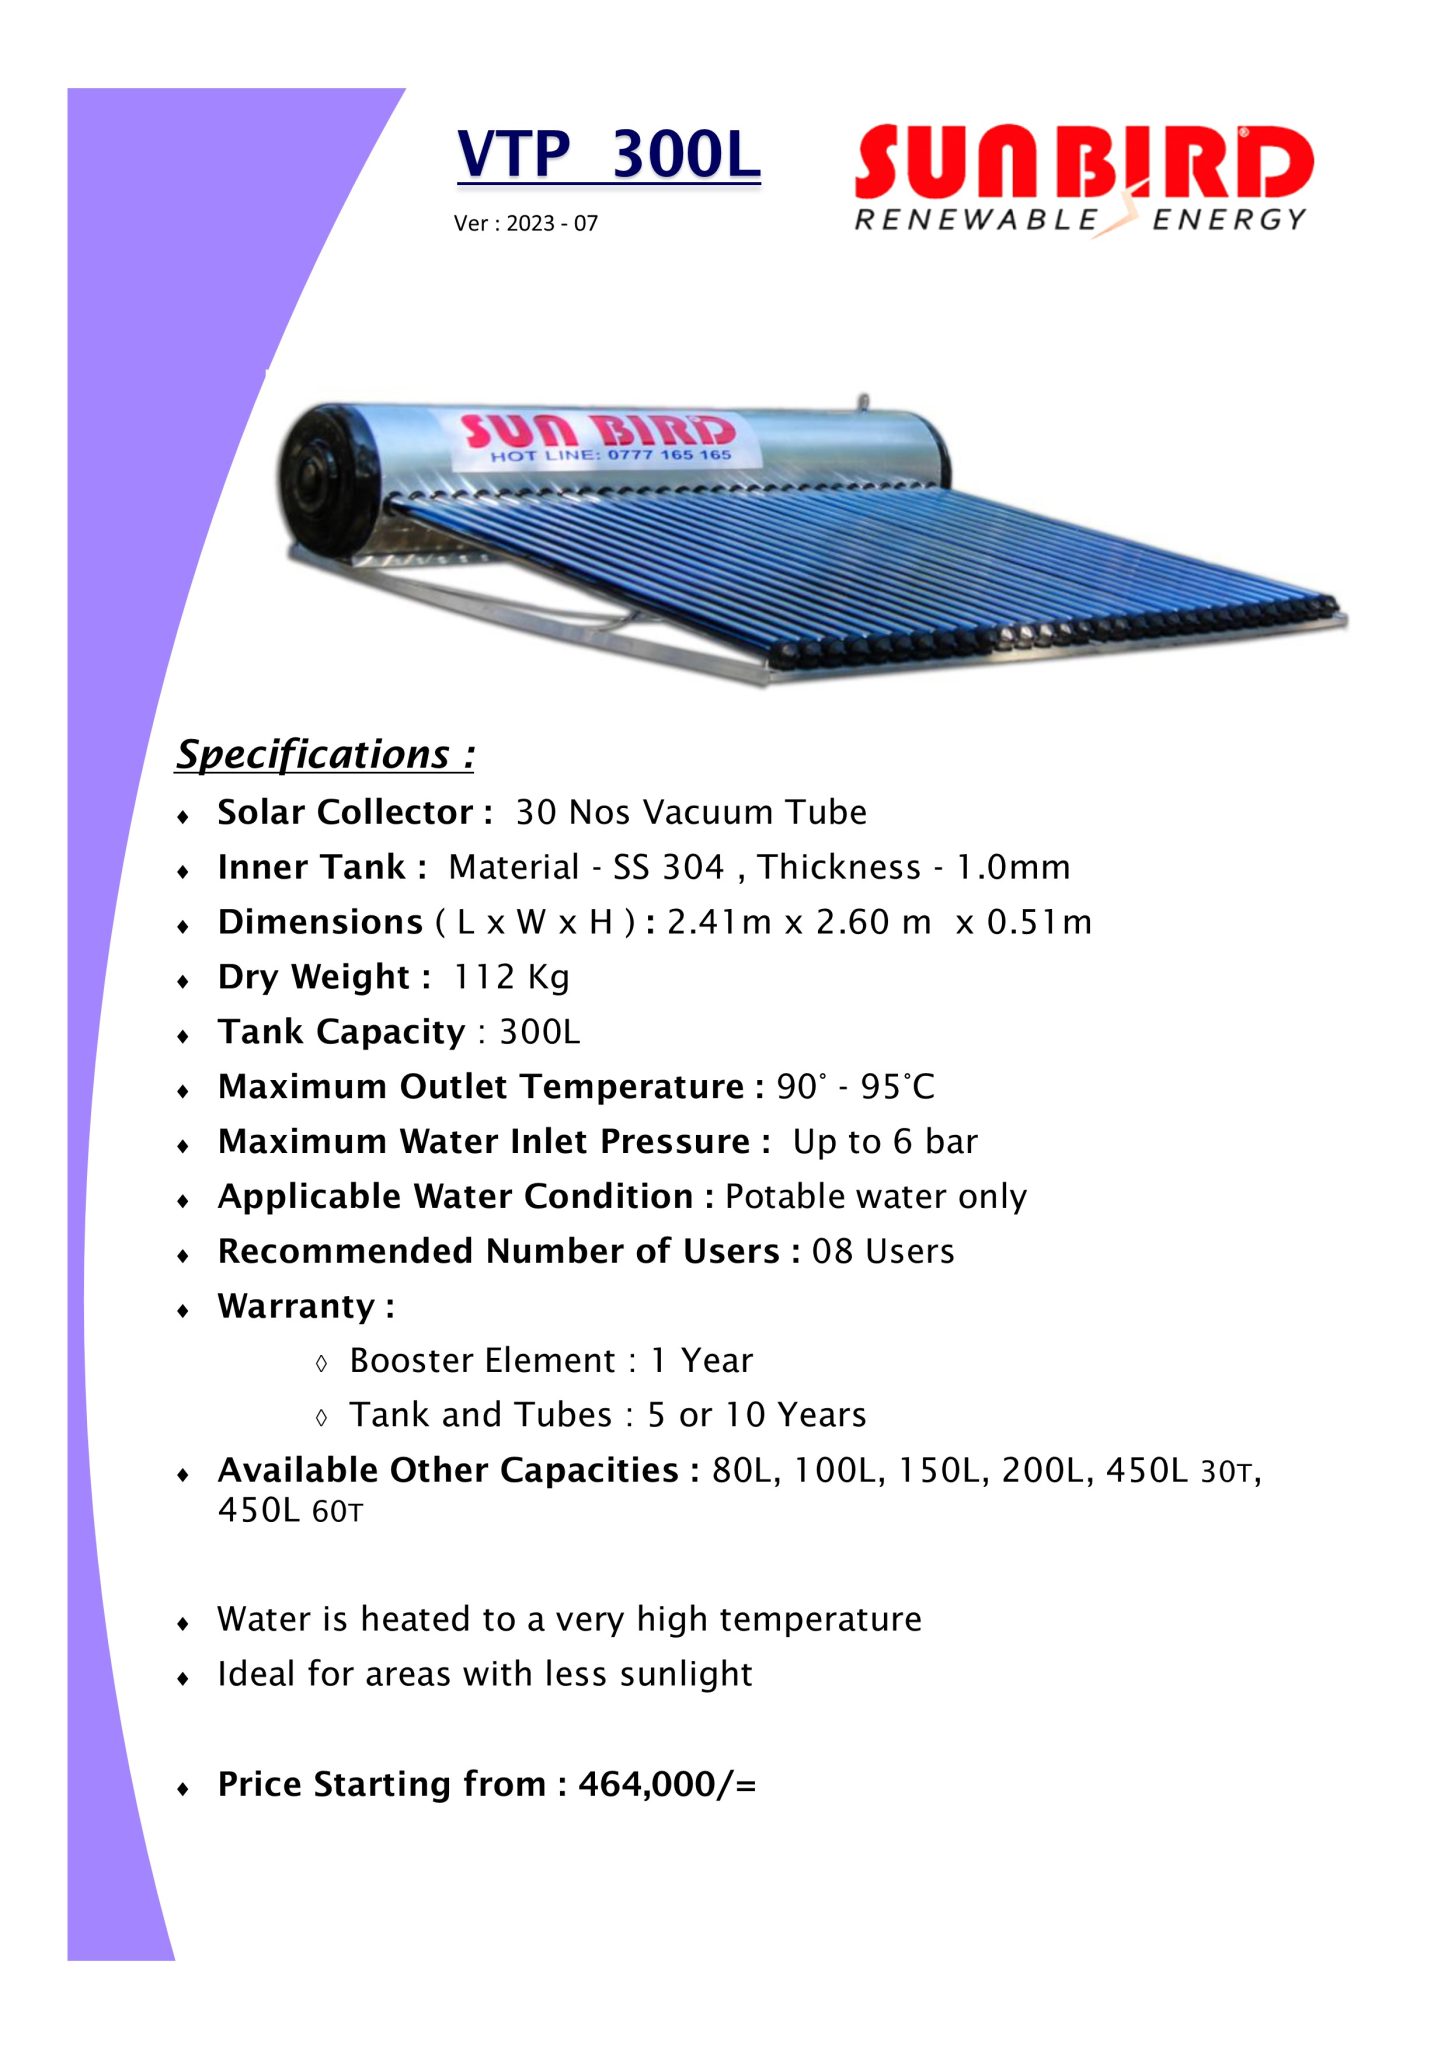 VTP 300L
Ver : 2023 - 07
SUN BIRD®
RENEWABLE ENERGY
SUN BIRD
HOT LINE: 0777 165 165
Specifications :
♦ Solar Collector : 30 Nos Vacuum Tube
♦ Inner Tank : Material - SS 304 , Thickness - 1.0mm
♦ Dimensions ( L x W x H ) : 2.41m x 2.60 m x 0.51m
♦ Dry Weight : 112 Kg
♦ Tank Capacity : 300L
♦ Maximum Outlet Temperature : 90˚ - 95˚C
♦ Maximum Water Inlet Pressure : Up to 6 bar
♦ Applicable Water Condition : Potable water only
♦ Recommended Number of Users : 08 Users
♦ Warranty :
◊ Booster Element : 1 Year
◊ Tank and Tubes : 5 or 10 Years
♦ Available Other Capacities : 80L, 100L, 150L, 200L, 450L 30T,
450L 60T
♦ Water is heated to a very high temperature
♦ Ideal for areas with less sunlight
♦ Price Starting from : 464,000/=